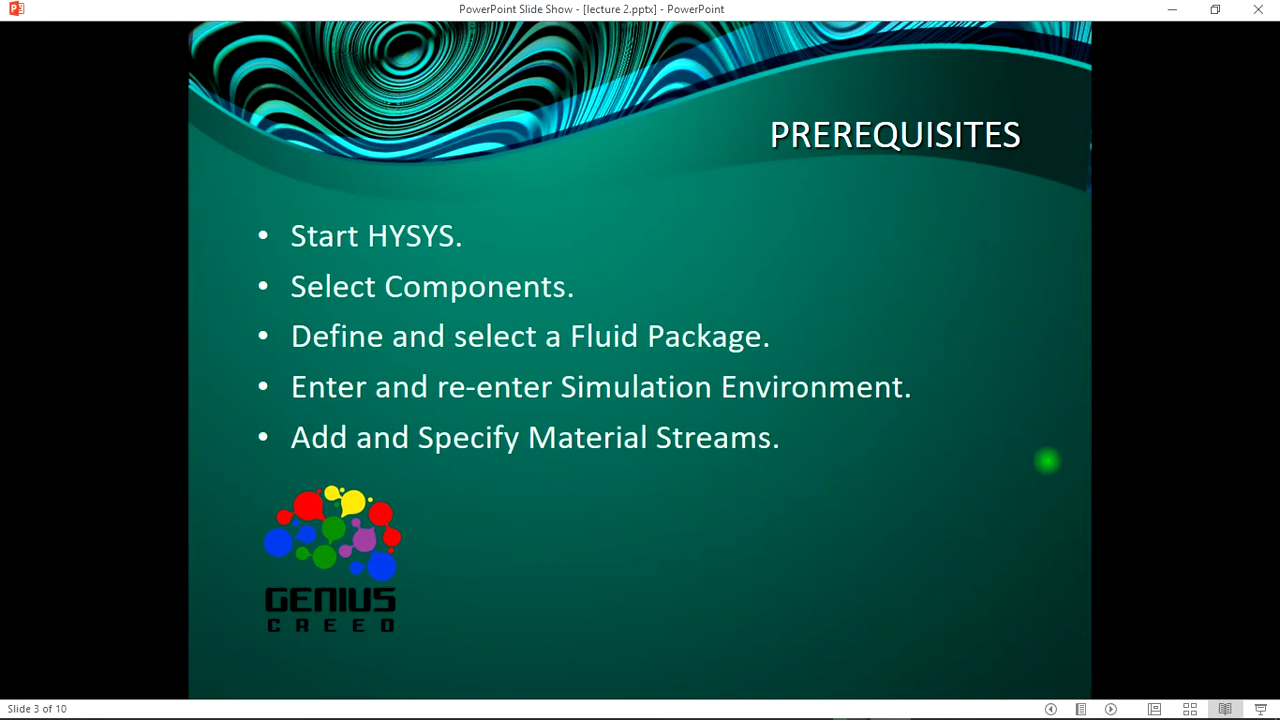 PowerPoint Slide Show - [lecture 2.pptx] - PowerPoint
PREREQUISITES
• Start HYSYS.
• Select Components.
• Define and select a Fluid Package.
• Enter and re-enter Simulation Environment.
• Add and Specify Material Streams.
GENIUS
CREED
Slide 3 of 10